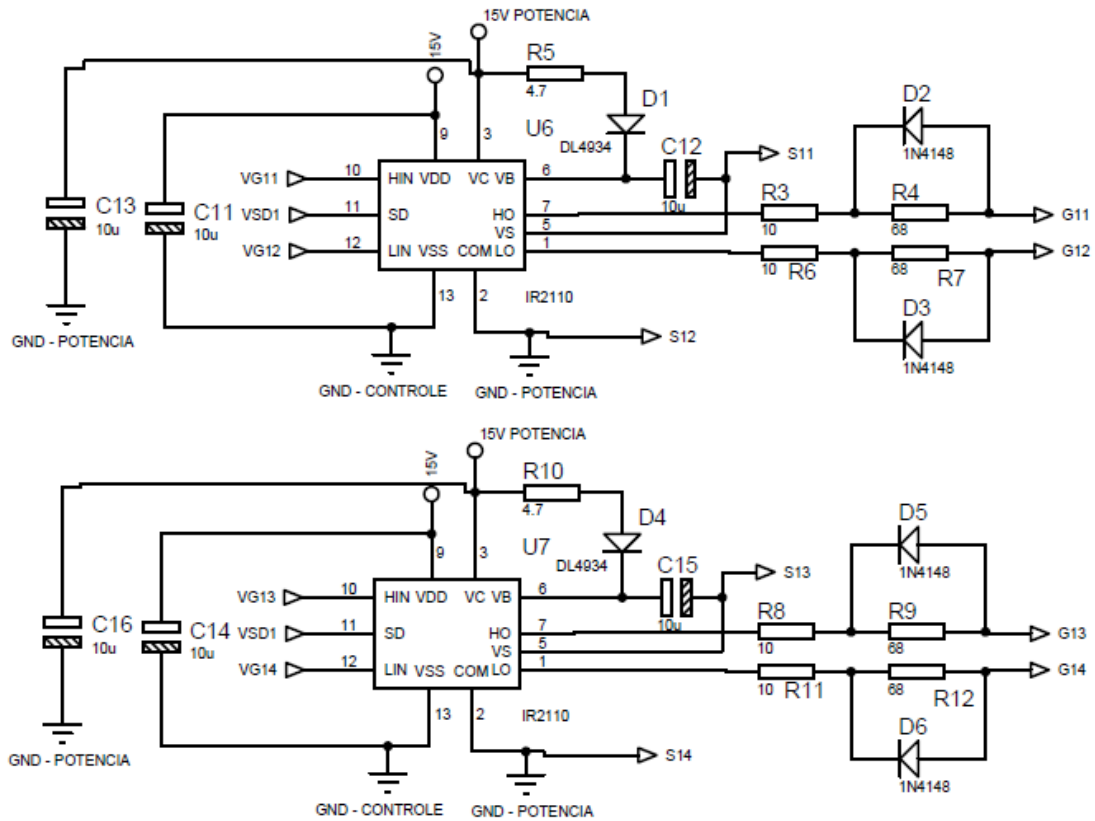 15V POTENCIA
15V
R5
4.7
D1
DL4934
U6
C12
10u
S11
D2
1N4148
9
3
VG11
10
HIN VDD
VC VB
6
VSD1
11
SD
HO
7
VS
5
VG12
12
LIN VSS
COM LO
1
C13
10u
C11
10u
R3
10
R4
68
G11
10
R6
68
R7
G12
13
2
IR2110
D3
1N4148
S12
GND - POTENCIA
GND - CONTROLE
GND - POTENCIA
15V POTENCIA
15V
R10
4.7
D4
DL4934
U7
C15
10u
S13
D5
1N4148
9
3
VG13
10
HIN VDD
VC VB
6
VSD1
11
SD
HO
7
VS
5
VG14
12
LIN VSS
COM LO
1
C16
10u
C14
10u
R8
10
R9
68
G13
10
R11
68
R12
G14
13
2
IR2110
D6
1N4148
S14
GND - POTENCIA
GND - CONTROLE
GND - POTENCIA